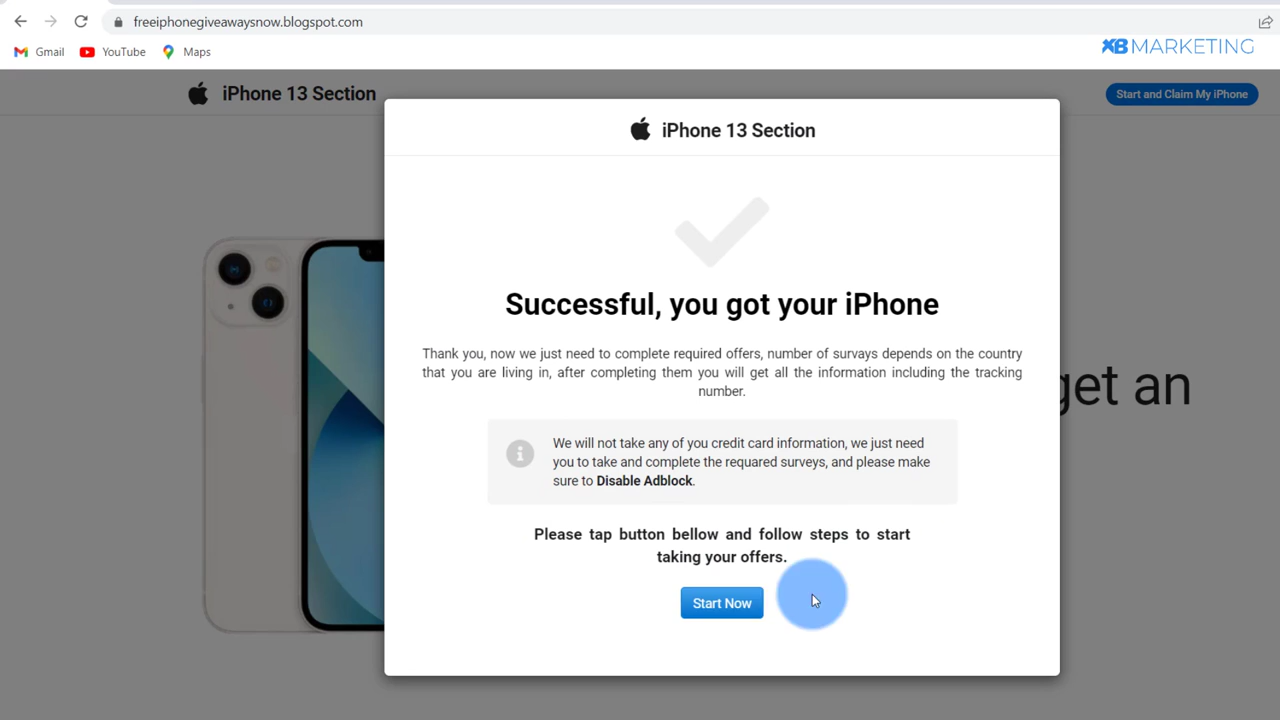 freeiphonegiveawaysnow.blogspot.com
Gmail YouTube Maps
XB MARKETING
iPhone 13 Section
Start and Claim My iPhone
iPhone 13 Section
Successful, you got your iPhone
get an
Thank you, now we just need to complete required offers, number of survays depends on the country
that you are living in, after completing them you will get all the information including the tracking
number.
We will not take any of you credit card information, we just need
you to take and complete the requared surveys, and please make
sure to Disable Adblock.
Please tap button bellow and follow steps to start
taking your offers.
Start Now